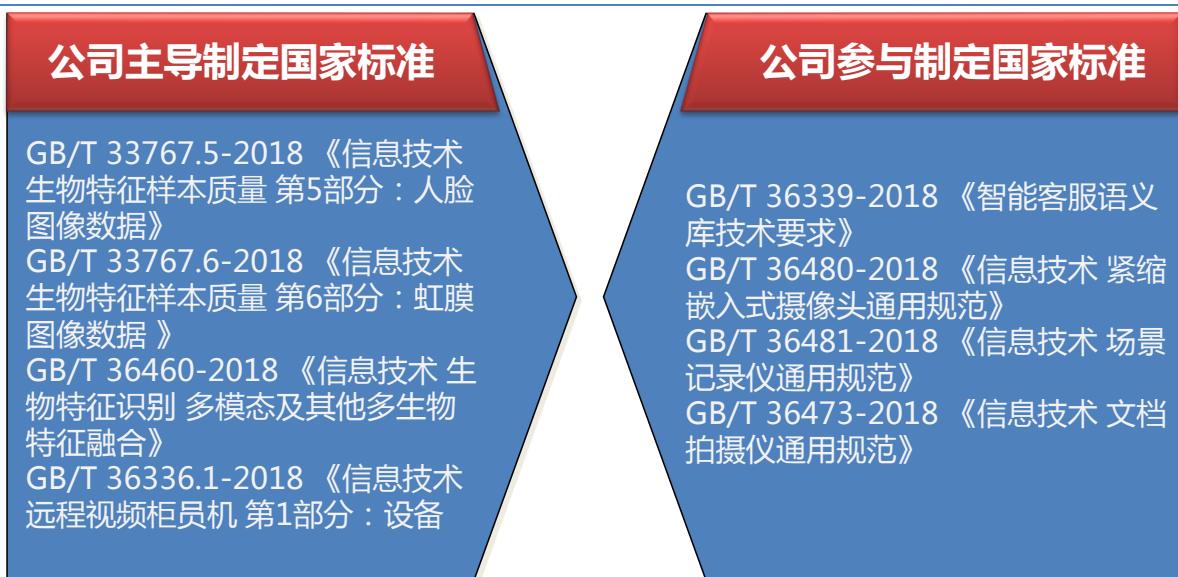 公司主导制定国家标准
GB/T 33767.5-2018 《信息技术
生物特征样本质量 第5部分：人脸
图像数据》
GB/T 33767.6-2018 《信息技术
生物特征样本质量 第6部分：虹膜
图像数据 》
GB/T 36460-2018 《信息技术 生
物特征识别 多模态及其他多生物
特征融合》
GB/T 36336.1-2018 《信息技术
远程视频柜员机 第1部分：设备
公司参与制定国家标准
GB/T 36339-2018 《智能客服语义
库技术要求》
GB/T 36480-2018 《信息技术 紧缩
嵌入式摄像头通用规范》
GB/T 36481-2018 《信息技术 场景
记录仪通用规范》
GB/T 36473-2018 《信息技术 文档
拍摄仪通用规范》